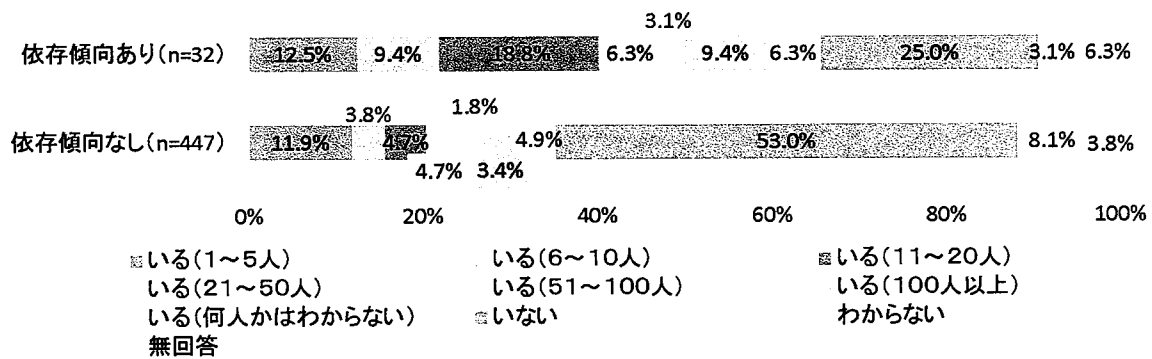 3.1%
依存傾向あり(n=32) 12.5% 9.4% 18.8% 6.3% 9.4% 6.3% 25.0% 3.1% 6.3%
3.8% 1.8%
依存傾向なし(n=447) 11.9% 4.7% 4.9% 53.0% 8.1% 3.8%
4.7% 3.4%
0% 20% 40% 60% 80% 100%
いる(1～5人) いる(6～10人) いる(11～20人)
いる(21～50人) いる(51～100人) いる(100人以上)
いる(何人かはわからない) いない わからない
無回答